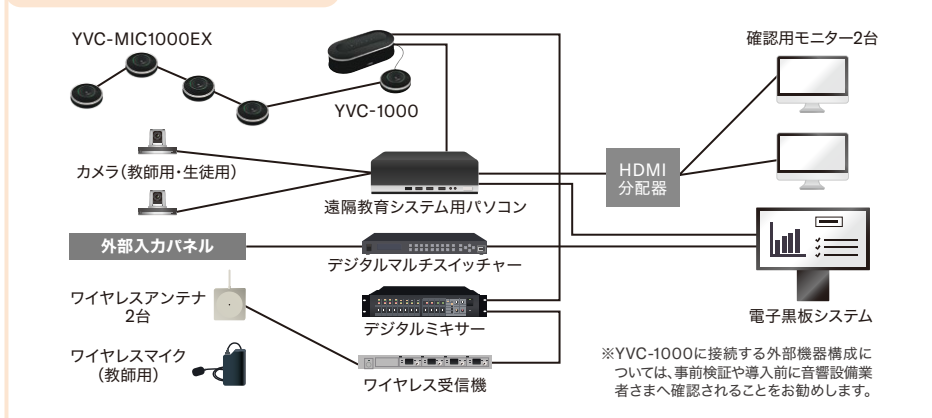 YVC-MIC1000EX
YVC-1000
確認用モニター2台
カメラ（教師用・生徒用）
HDMI
分配器
遠隔教育システム用パソコン
外部入力パネル
デジタルマルチスイッチャー
ワイヤレスアンテナ
2台
デジタルミキサー
電子黒板システム
ワイヤレスマイク
（教師用）
ワイヤレス受信機
※YVC-1000に接続する外部機器構成に
ついては、事前検証や導入前に音響設備業
者さまへ確認されることをお勧めします。